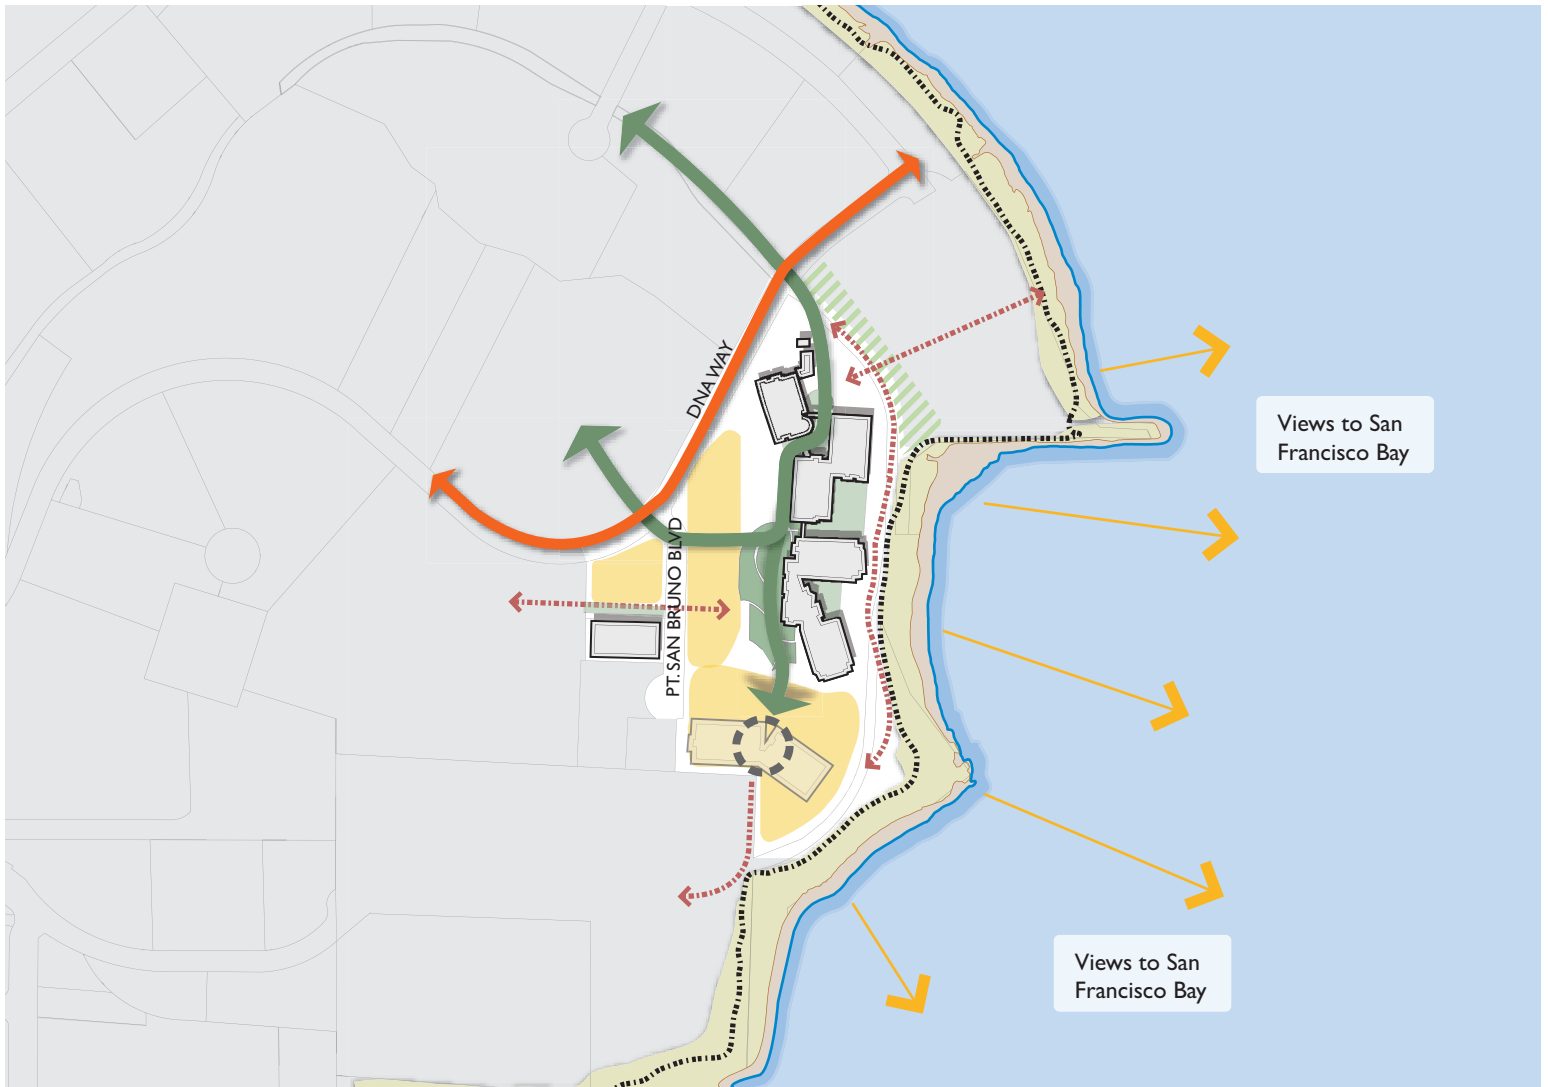 DNA WAY
Views to San
Francisco Bay
PT. SAN BRUNO BLVD
Views to San
Francisco Bay